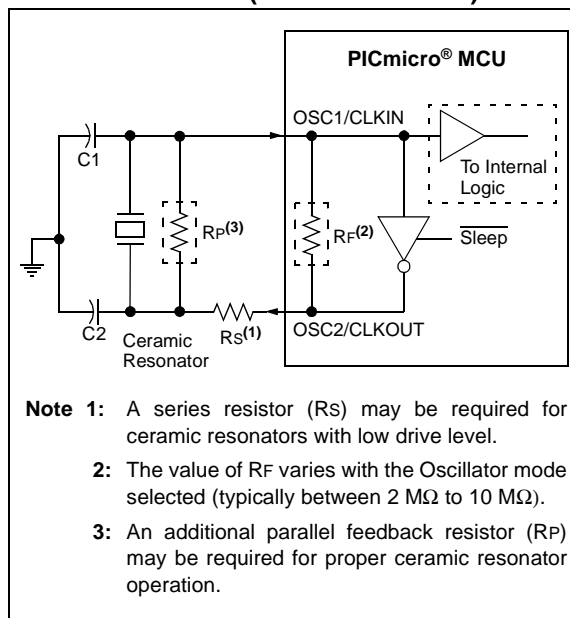 PICmicro® MCU
OSC1/CLKIN
C1
To Internal
Logic
RP(3)
RF(2)
Sleep
C2
Ceramic
Resonator
RS(1)
OSC2/CLKOUT
Note 1: A series resistor (RS) may be required for
ceramic resonators with low drive level.
2: The value of RF varies with the Oscillator mode
selected (typically between 2 MΩ to 10 MΩ).
3: An additional parallel feedback resistor (RP)
may be required for proper ceramic resonator
operation.